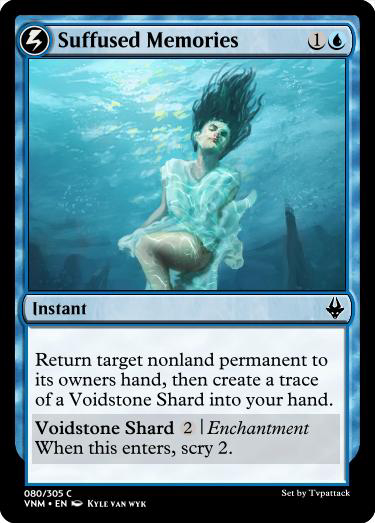 Suffused Memories 1
Instant
Return target nonland permanent to
its owners hand, then create a trace
of a Voidstone Shard into your hand.
Voidstone Shard 2 | Enchantment
When this enters, scry 2.
080/305 C
VNM • EN Kyle van wyk
Set by Tvpattack